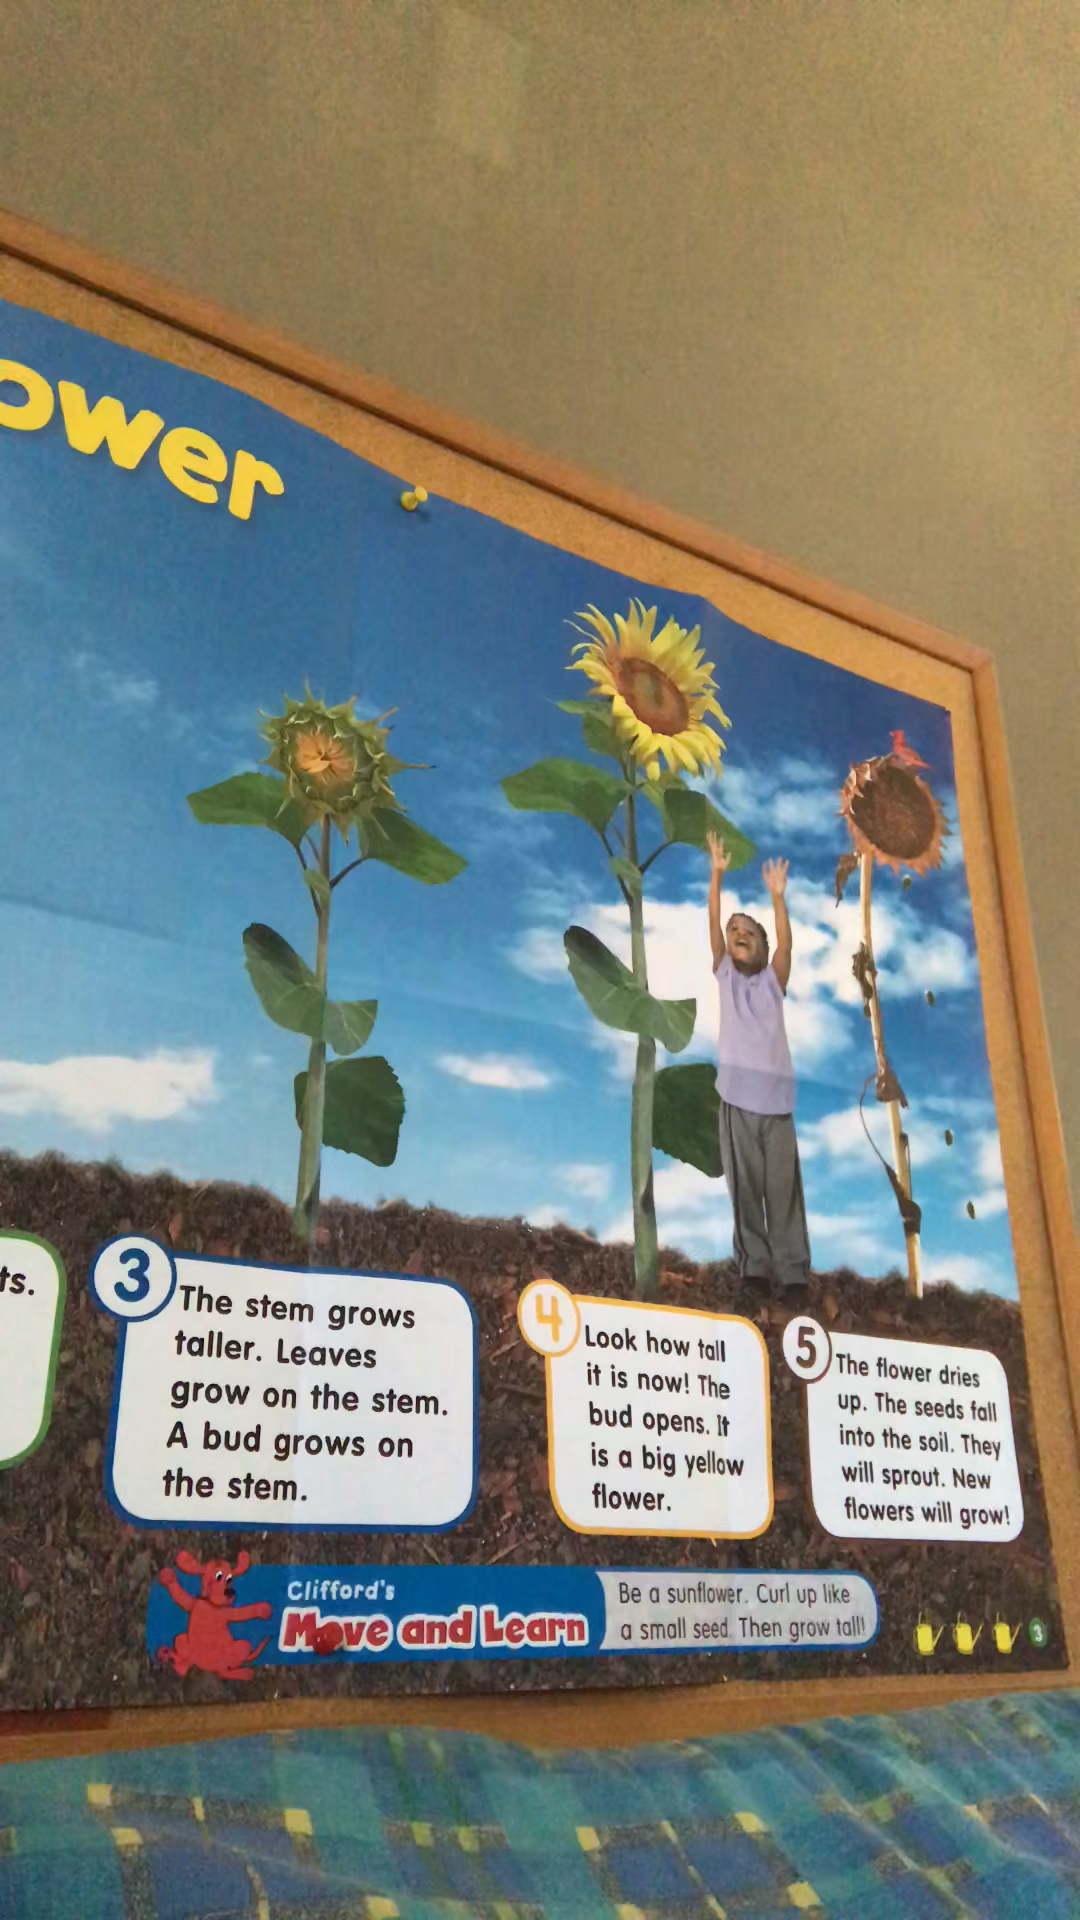 ower
ts.
3
The stem grows
taller. Leaves
grow on the stem.
A bud grows on
the stem.
4
Look how tall
it is now! The
bud opens. It
is a big yellow
flower.
5
The flower dries
up. The seeds fall
into the soil. They
will sprout. New
flowers will grow!
Clifford's
Move and Learn
Be a sunflower. Curl up like
a small seed. Then grow tall!
3